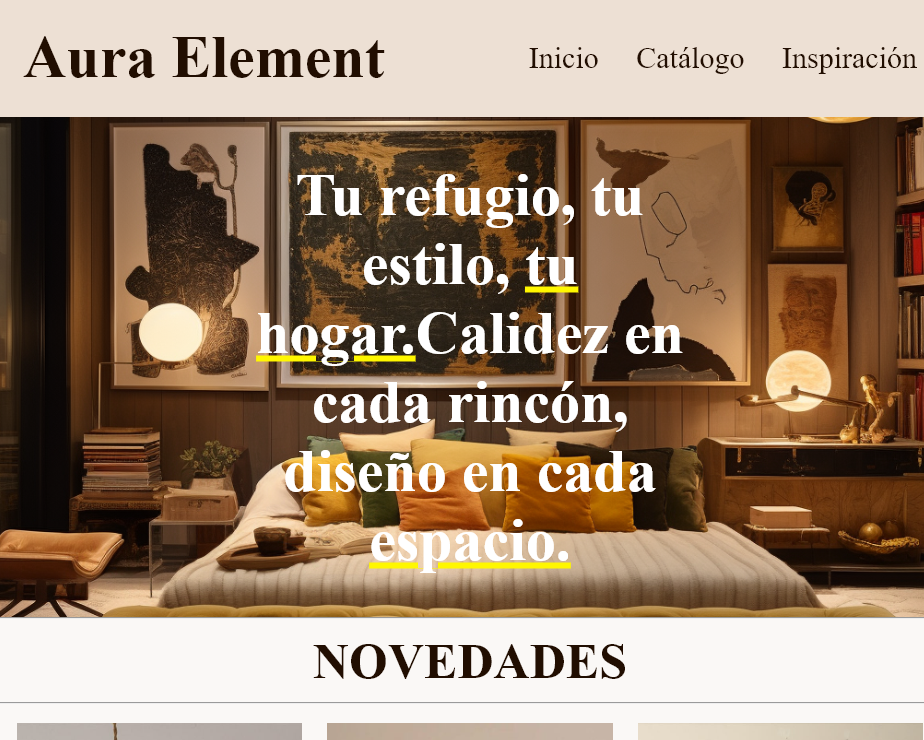 Aura Element
Inicio Catálogo Inspiración
Tu refugio, tu
estilo, tu
hogar.Calidez en
cada rincón,
diseño en cada
espacio.
NOVEDADES